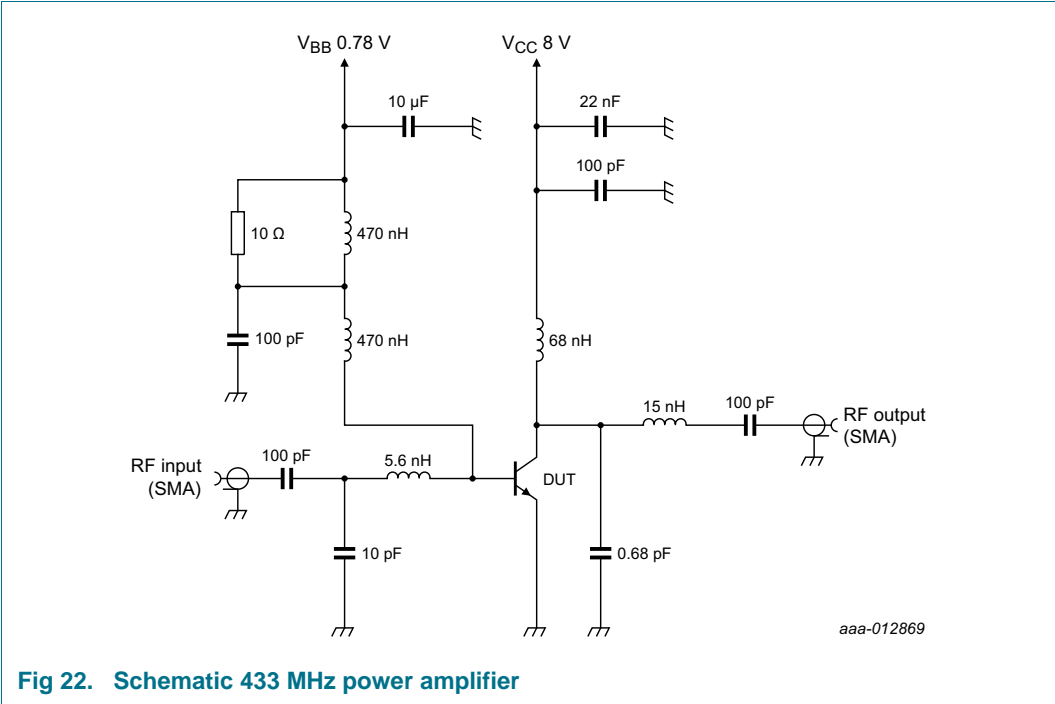 V_BB 0.78 V
V_CC 8 V
10 µF
22 nF
100 pF
10 Ω
470 nH
100 pF
470 nH
68 nH
15 nH
100 pF
RF output
(SMA)
RF input
(SMA)
100 pF
5.6 nH
DUT
10 pF
0.68 pF
aaa-012869
Fig 22. Schematic 433 MHz power amplifier